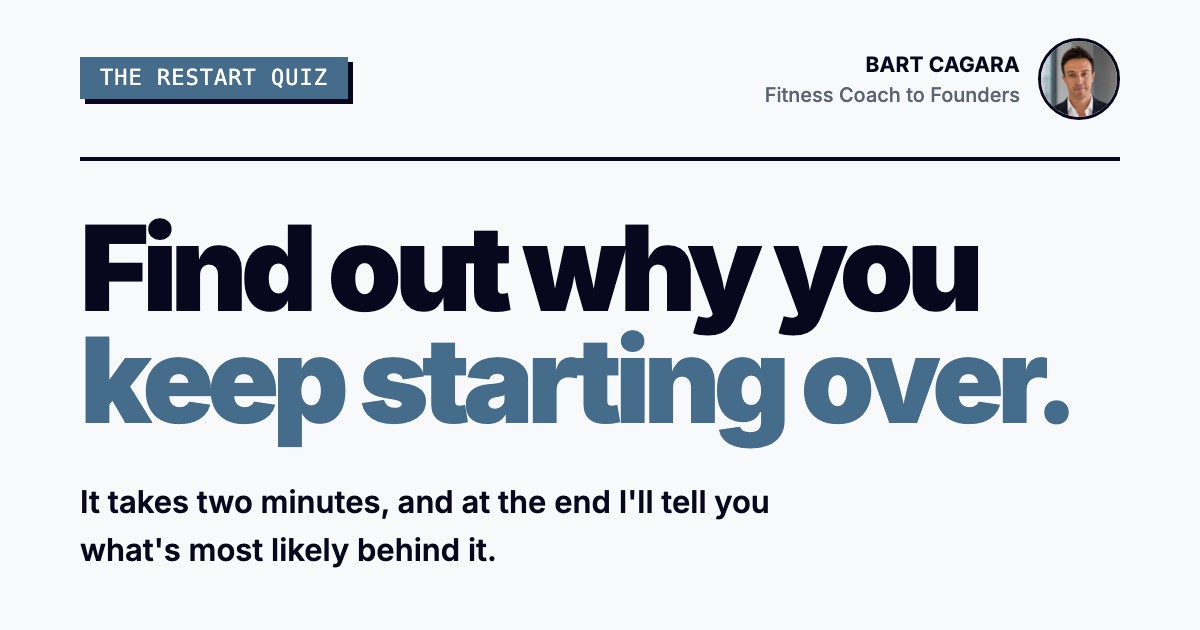 THE RESTART QUIZ
BART CAGARA
Fitness Coach to Founders
Find out why you
keep starting over.
It takes two minutes, and at the end I'll tell you
what's most likely behind it.